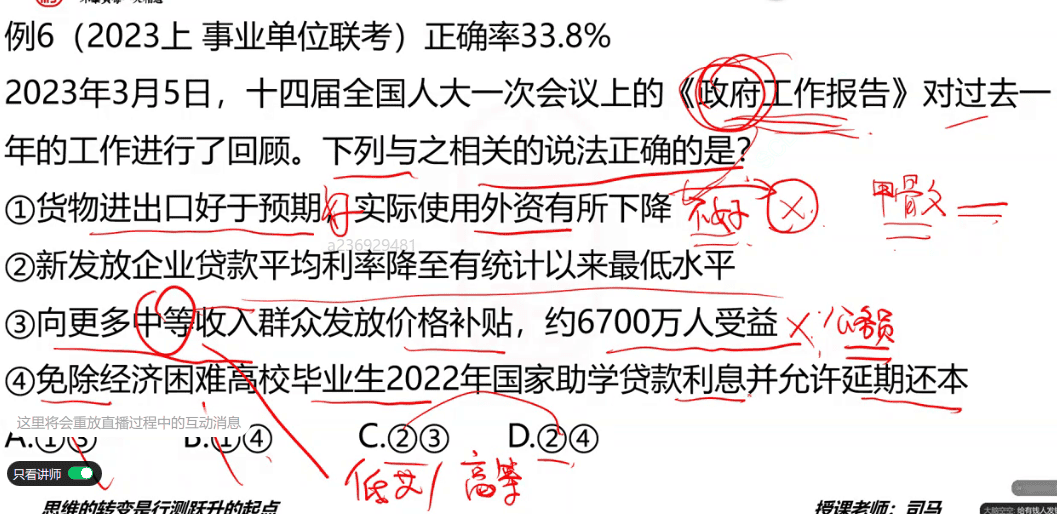 例6（2023上 事业单位联考）正确率33.8%
2023年3月5日，十四届全国人大一次会议上的《政府工作报告》对过去一
年的工作进行了回顾。下列与之相关的说法正确的是？
①货物进出口好于预期 好 实际使用外资有所下降 不好 × 甲骨文
a236929481
②新发放企业贷款平均利率降至有统计以来最低水平
③向更多中等收入群众发放价格补贴，约6700万人受益 ×
④免除经济困难高校毕业生2022年国家助学贷款利息并允许延期还本
这里将会重放直播过程中的互动消息
A.①③ B.①④ C.②③ D.②④
只看讲师
低 高等
思维的转变是行测跃升的起点 授课老师：司马